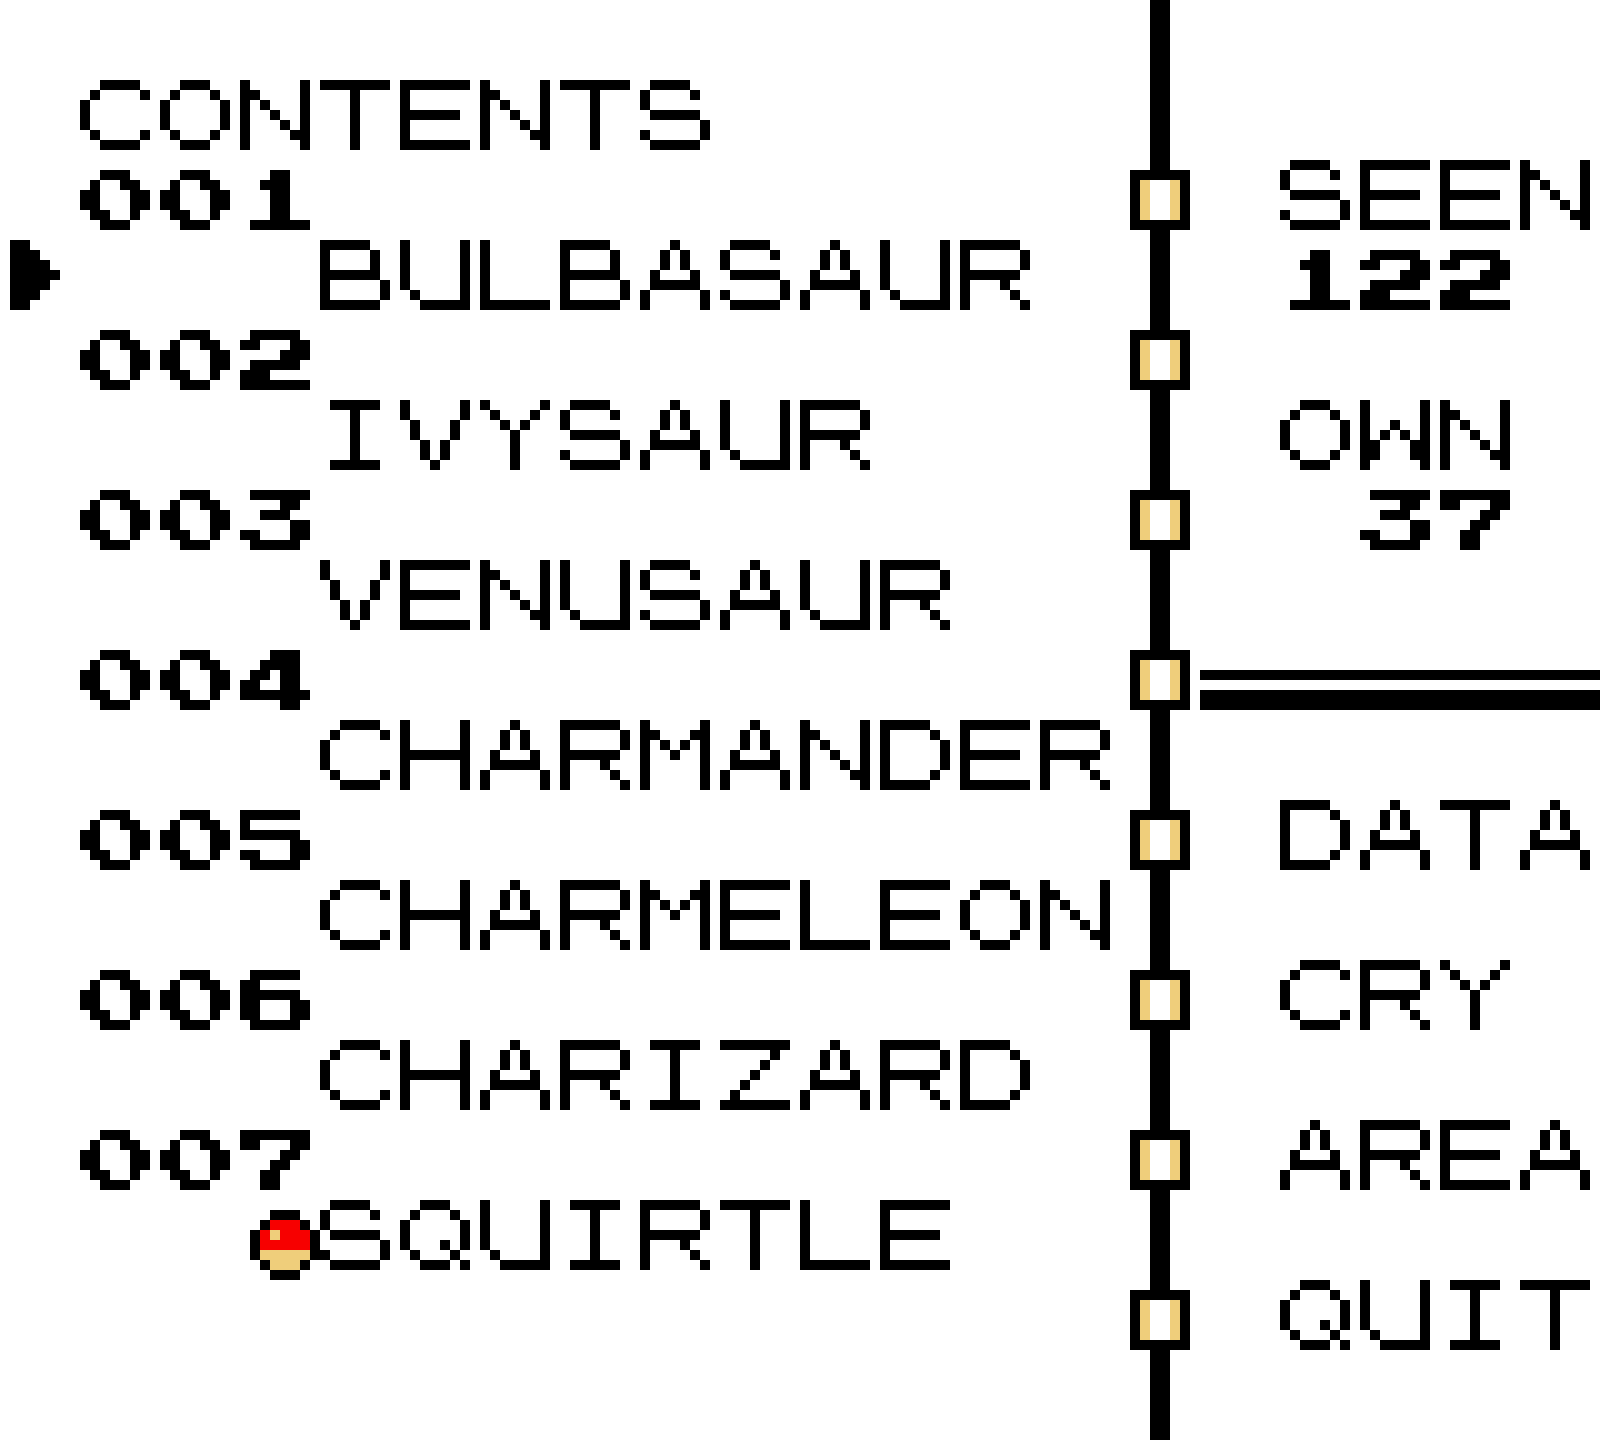 CONTENTS
001
BULBASAUR
002
IVYSAUR
003
VENUSAUR
004
CHARMANDER
005
CHARMELEON
006
CHARIZARD
007
SQUIRTLE
SEEN
122
OWN
37
DATA
CRY
AREA
QUIT